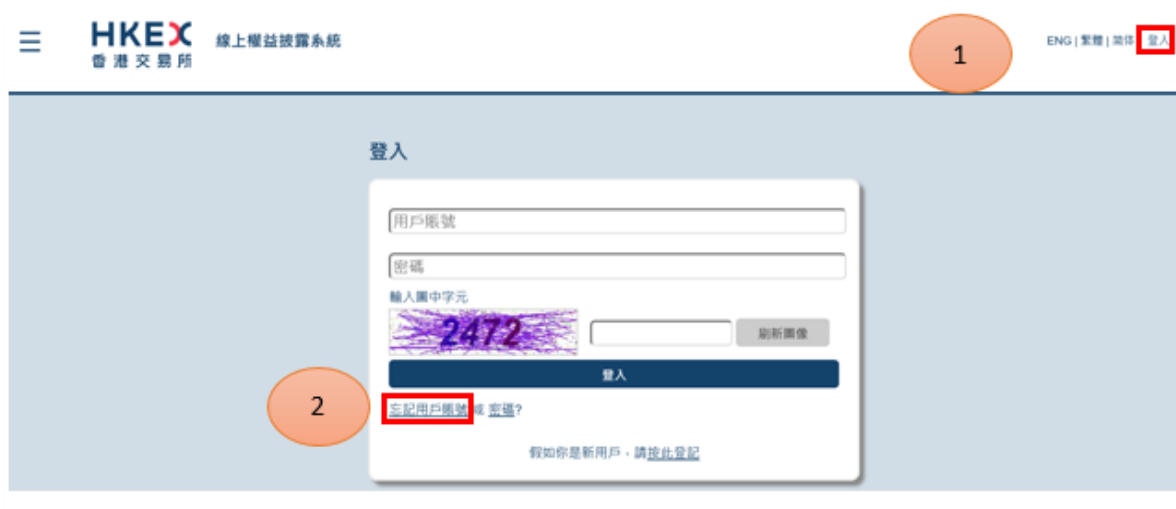 ☰ HKEX 線上權益披露系統
香港交易所
1
ENG | 繁體 | 简体 登入
登入
用戶賬號
密碼
輸入圖中字元
2472 刷新圖像
登入
2
忘記用戶賬號 或 密碼?
假如你是新用戶，請按此登記